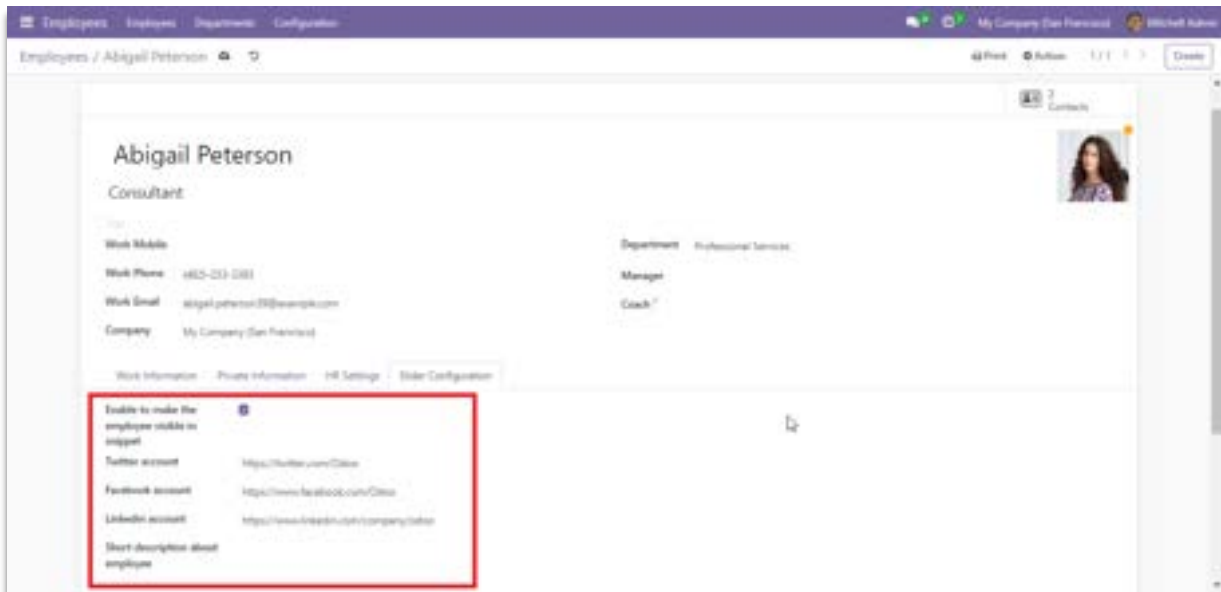 Employees Employees Departments Configuration My Company (San Francisco) Mitchell Admin
Employees / Abigail Peterson Print Action 1 / 1 Create
Contacts
Abigail Peterson
Consultant
Work Mobile
Department Professional Services
Work Phone
Manager
Work Email
Coach ?
Company My Company (San Francisco)
Work Information Private Information HR Settings Slider Configuration
Enable to make the
employee visible in
snippet
Twitter account https://twitter.com/Odoo
Facebook account https://www.facebook.com/Odoo
Linkedin account https://www.linkedin.com/company/odoo
Short description about
employee